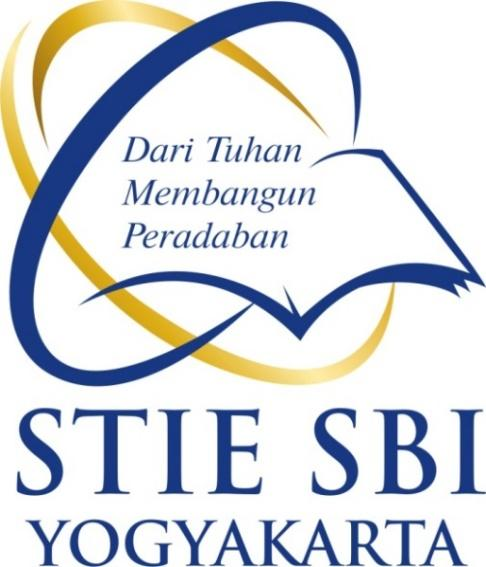 Dari Tuhan
Membangun
Peradaban
STIE SBI
YOGYAKARTA